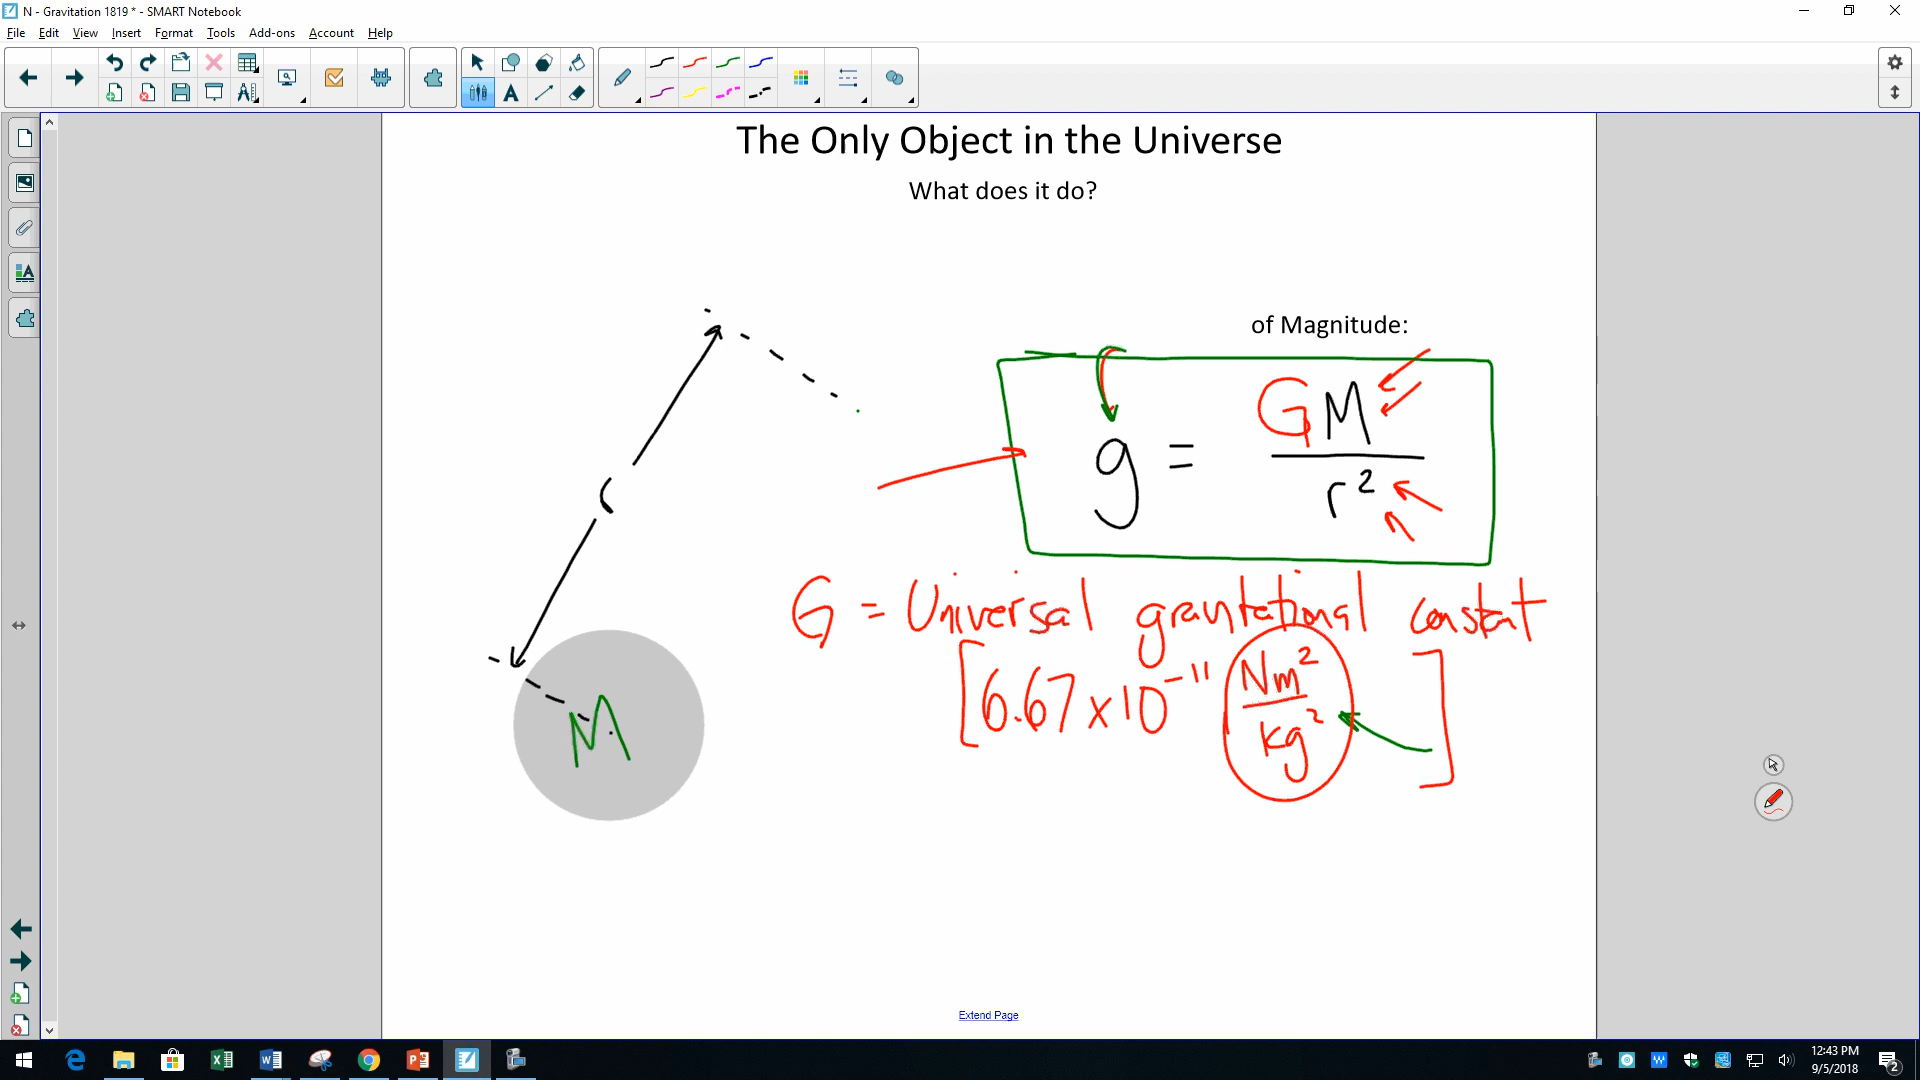 N - Gravitation 1819 * - SMART Notebook
File Edit View Insert Format Tools Add-ons Account Help
The Only Object in the Universe
What does it do?
of Magnitude:
g = GM / r²
r
G = Universal gravitational constant
[6.67 x 10⁻¹¹ Nm² / kg²]
M
Extend Page
12:43 PM
9/5/2018
2